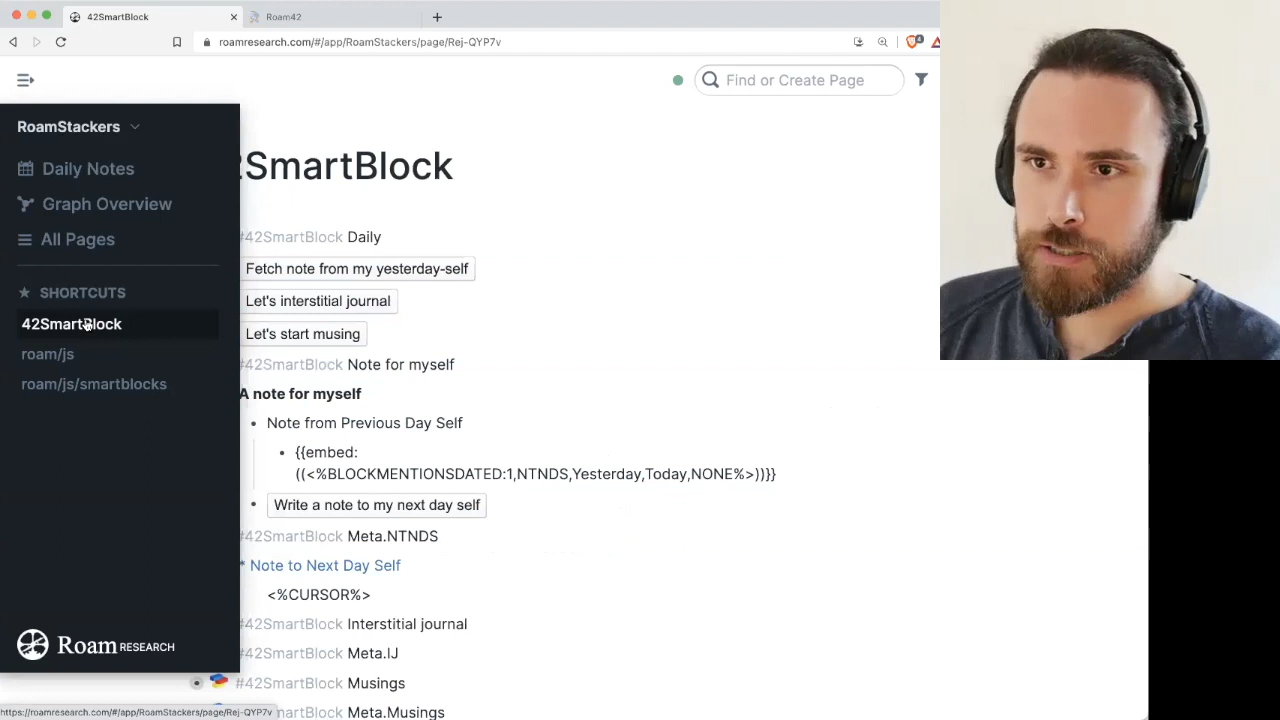 42SmartBlock
Roam42
roamresearch.com/#/app/RoamStackers/page/Rej-QYP7v
4
Find or Create Page
RoamStackers
Daily Notes
Graph Overview
All Pages
SHORTCUTS
42SmartBlock
roam/js
roam/js/smartblocks
Roam RESEARCH
https://roamresearch.com/#/app/RoamStackers/page/Rej-QYP7v
2SmartBlock
#42SmartBlock Daily
Fetch note from my yesterday-self
Let's interstitial journal
Let's start musing
#42SmartBlock Note for myself
A note for myself
Note from Previous Day Self
{{embed:
((<%BLOCKMENTIONSDATED:1,NTNDS,Yesterday,Today,NONE%>))}}
Write a note to my next day self
#42SmartBlock Meta.NTNDS
* Note to Next Day Self
<%CURSOR%>
#42SmartBlock Interstitial journal
#42SmartBlock Meta.IJ
#42SmartBlock Musings
martBlock Meta.Musings